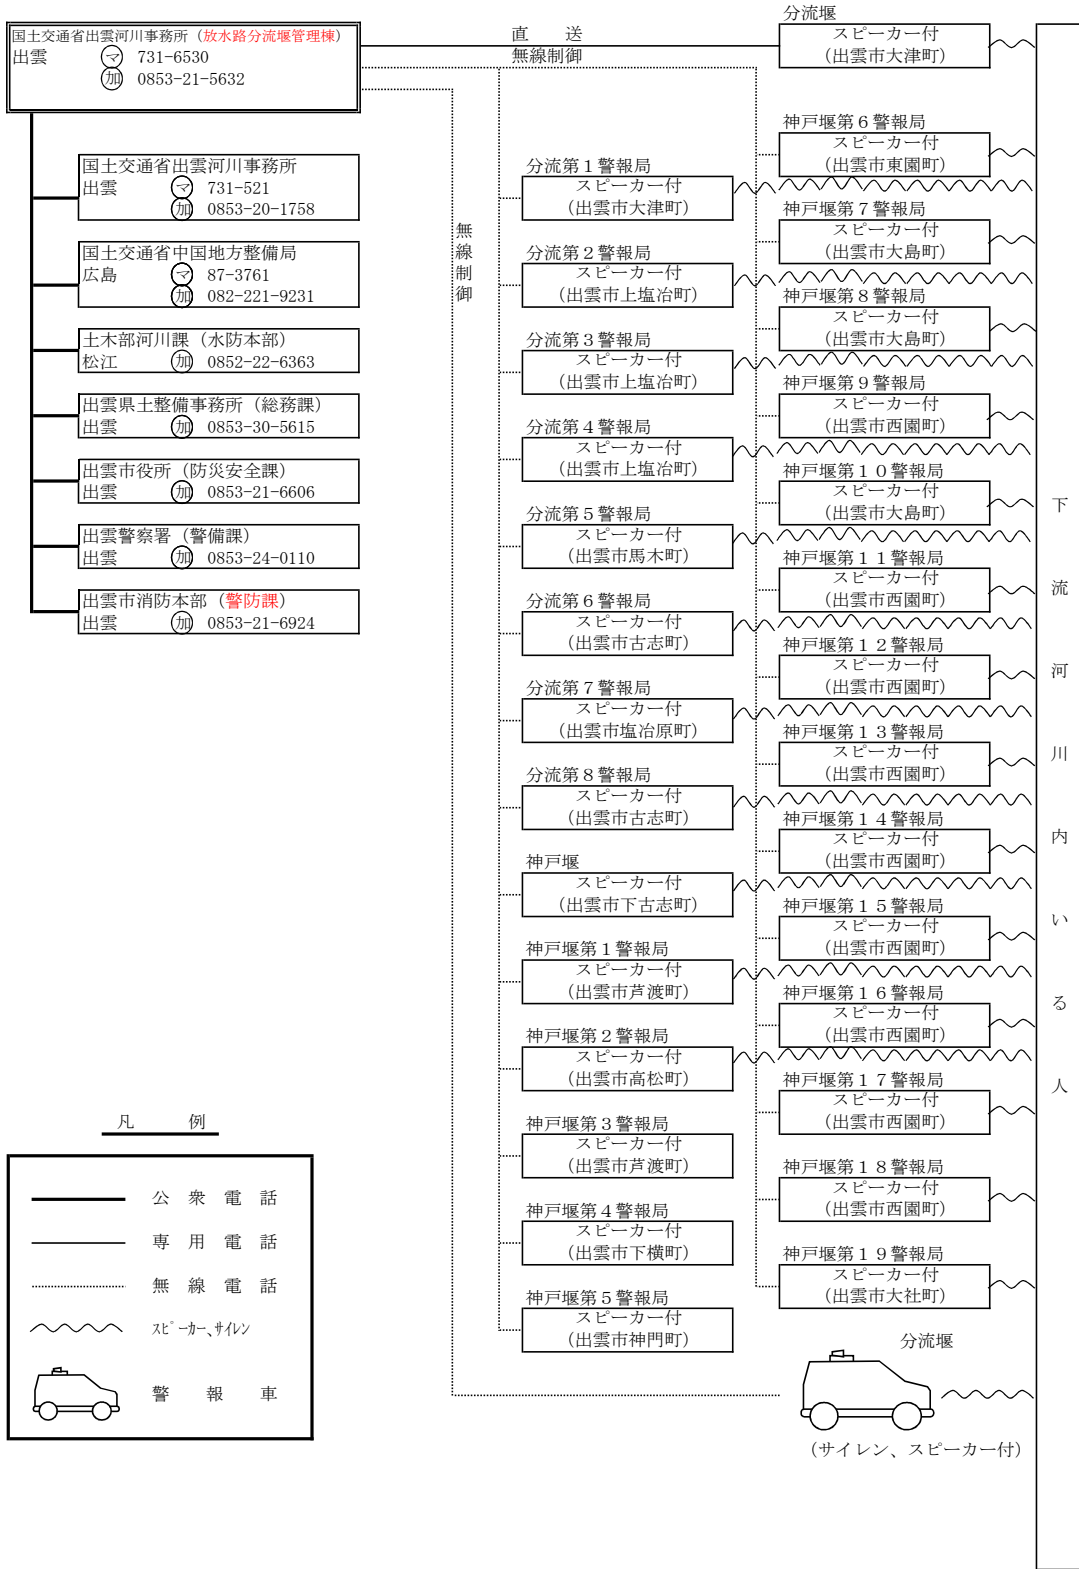 国土交通省出雲河川事務所（放水路分流堰管理棟）
出雲 マ 731-6530
加 0853-21-5632
国土交通省出雲河川事務所
出雲 マ 731-521
加 0853-20-1758
国土交通省中国地方整備局
広島 マ 87-3761
加 082-221-9231
土木部河川課（水防本部）
松江 加 0852-22-6363
出雲県土整備事務所（総務課）
出雲 加 0853-30-5615
出雲市役所（防災安全課）
出雲 加 0853-21-6606
出雲警察署（警備課）
出雲 加 0853-24-0110
出雲市消防本部（警防課）
出雲 加 0853-21-6924
直　送
無線制御
無線制御
分流第１警報局
スピーカー付
（出雲市大津町）
分流第２警報局
スピーカー付
（出雲市上塩冶町）
分流第３警報局
スピーカー付
（出雲市上塩冶町）
分流第４警報局
スピーカー付
（出雲市上塩冶町）
分流第５警報局
スピーカー付
（出雲市馬木町）
分流第６警報局
スピーカー付
（出雲市古志町）
分流第７警報局
スピーカー付
（出雲市塩冶原町）
分流第８警報局
スピーカー付
（出雲市古志町）
神戸堰
スピーカー付
（出雲市下古志町）
神戸堰第１警報局
スピーカー付
（出雲市芦渡町）
神戸堰第２警報局
スピーカー付
（出雲市高松町）
神戸堰第３警報局
スピーカー付
（出雲市芦渡町）
神戸堰第４警報局
スピーカー付
（出雲市下横町）
神戸堰第５警報局
スピーカー付
（出雲市神門町）
分流堰
スピーカー付
（出雲市大津町）
神戸堰第６警報局
スピーカー付
（出雲市東園町）
神戸堰第７警報局
スピーカー付
（出雲市大島町）
神戸堰第８警報局
スピーカー付
（出雲市大島町）
神戸堰第９警報局
スピーカー付
（出雲市西園町）
神戸堰第１０警報局
スピーカー付
（出雲市大島町）
神戸堰第１１警報局
スピーカー付
（出雲市西園町）
神戸堰第１２警報局
スピーカー付
（出雲市西園町）
神戸堰第１３警報局
スピーカー付
（出雲市西園町）
神戸堰第１４警報局
スピーカー付
（出雲市西園町）
神戸堰第１５警報局
スピーカー付
（出雲市西園町）
神戸堰第１６警報局
スピーカー付
（出雲市西園町）
神戸堰第１７警報局
スピーカー付
（出雲市西園町）
神戸堰第１８警報局
スピーカー付
（出雲市西園町）
神戸堰第１９警報局
スピーカー付
（出雲市大社町）
分流堰
（サイレン、スピーカー付）
下流河川内いる人
凡　例
公衆電話
専用電話
無線電話
ｽﾋﾟｰｶｰ､ｻｲﾚﾝ
警報車